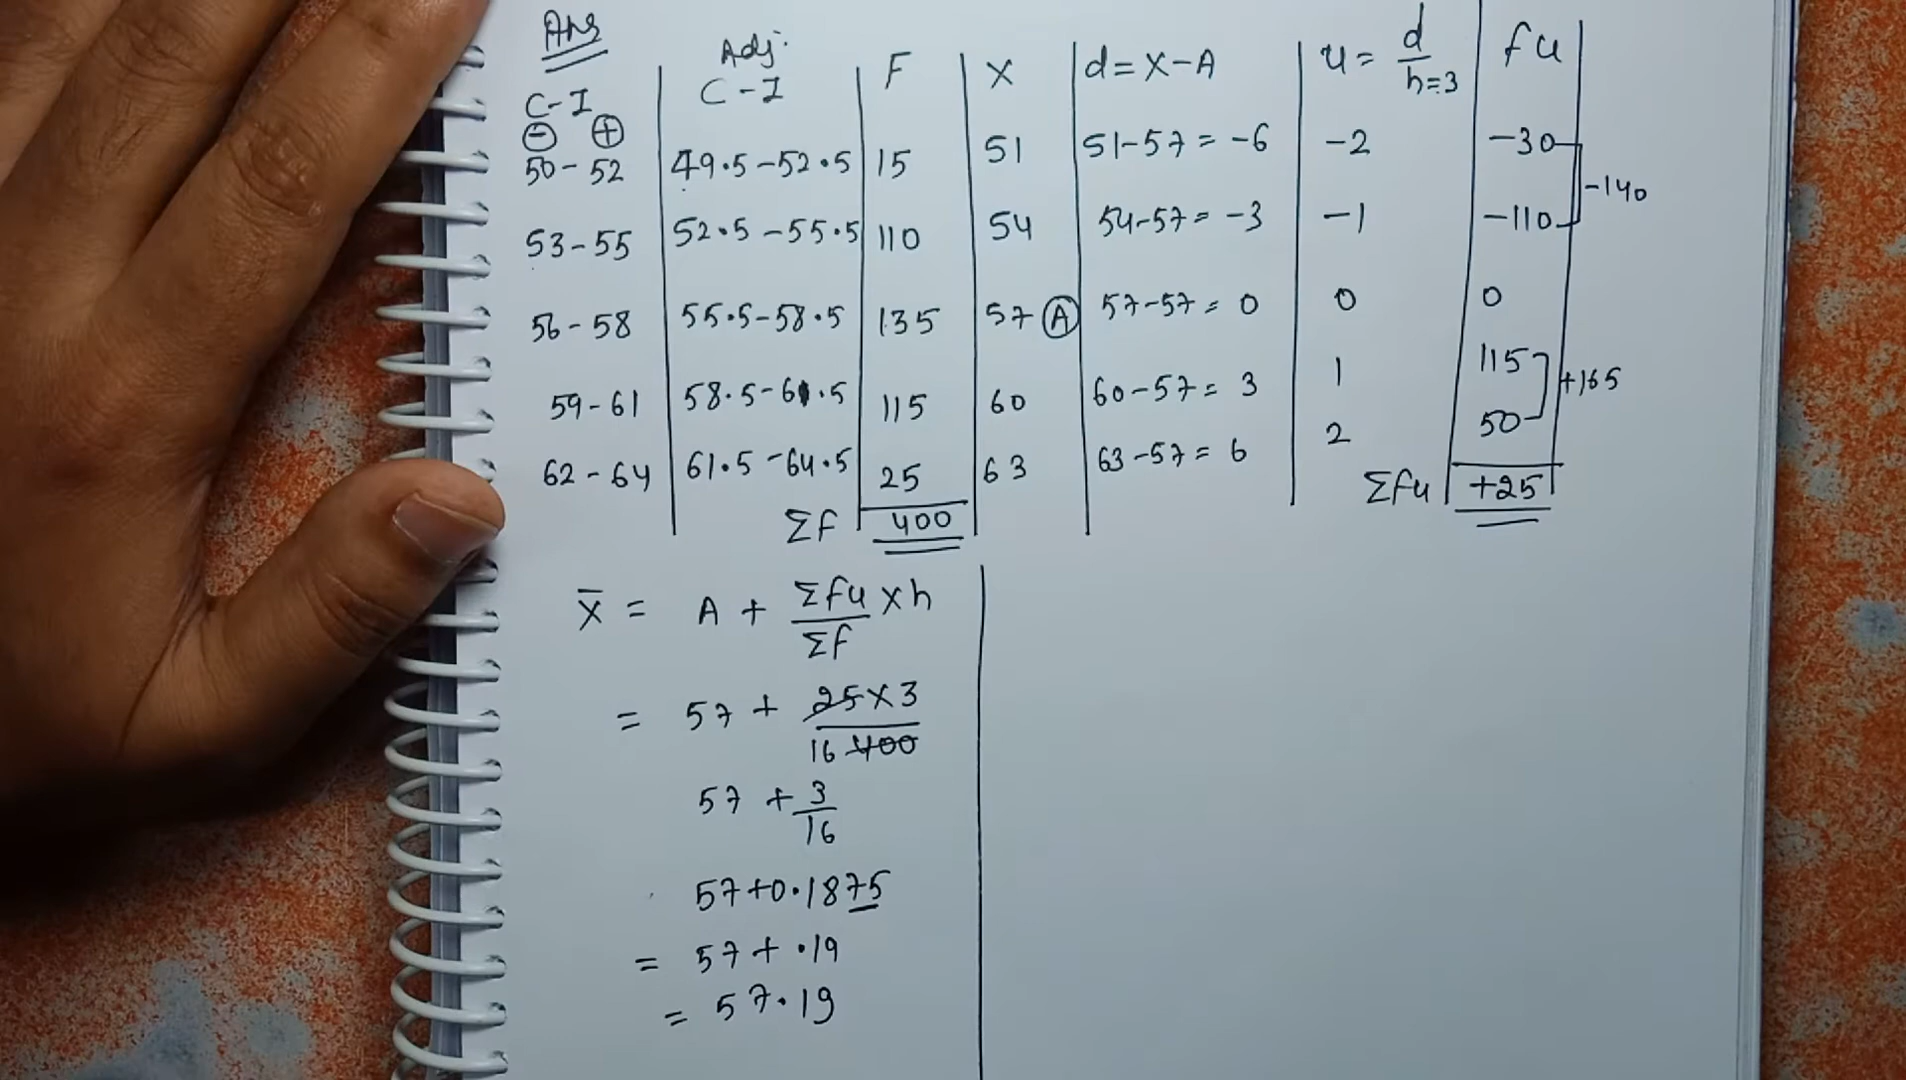 Ans
C-I Adj. C-I F X d=X-A u= d/h=3 fu
⊖ ⊕
50-52 49.5-52.5 15 51 51-57=-6 -2 -30
-140
53-55 52.5-55.5 110 54 54-57=-3 -1 -110
56-58 55.5-58.5 135 57 Ⓐ 57-57=0 0 0
59-61 58.5-61.5 115 60 60-57=3 1 115
+165
62-64 61.5-64.5 25 63 63-57=6 2 50
Σf 400 Σfu +25
x̄ = A + Σfu/Σf × h
= 57 + 25×3/16 400
57 + 3/16
57+0.1875
= 57+.19
= 57.19